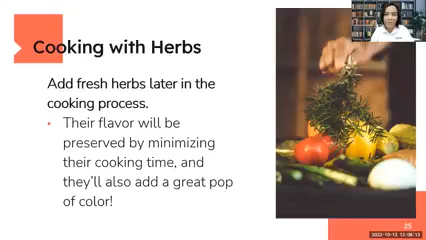 Cooking with Herbs
Add fresh herbs later in the
cooking process.
• Their flavor will be
preserved by minimizing
their cooking time, and
they'll also add a great pop
of color!
25
2022-10-13 12:08:13